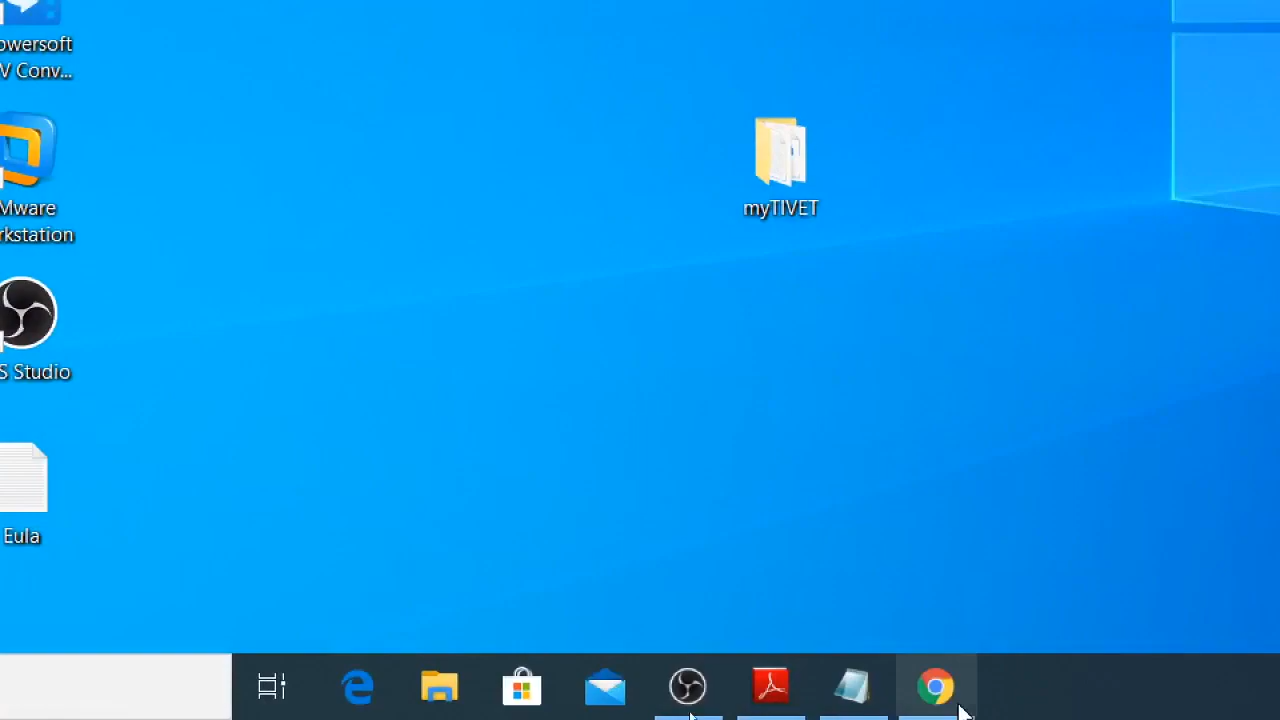 owersoft
V Conv...
Mware
rkstation
S Studio
Eula
myTIVET